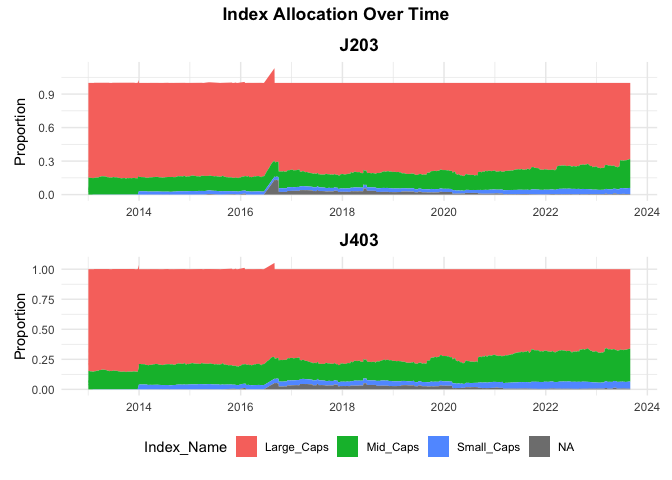 Index Allocation Over Time
J203
Proportion
0.9
0.6
0.3
0.0
2014 2016 2018 2020 2022 2024
J403
Proportion
1.00
0.75
0.50
0.25
0.00
2014 2016 2018 2020 2022 2024
Index_Name Large_Caps Mid_Caps Small_Caps NA